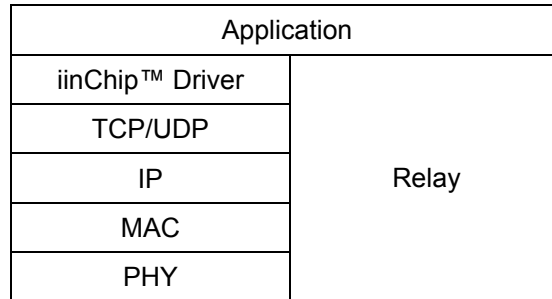 Application
iinChip™ Driver
TCP/UDP
IP
Relay
MAC
PHY